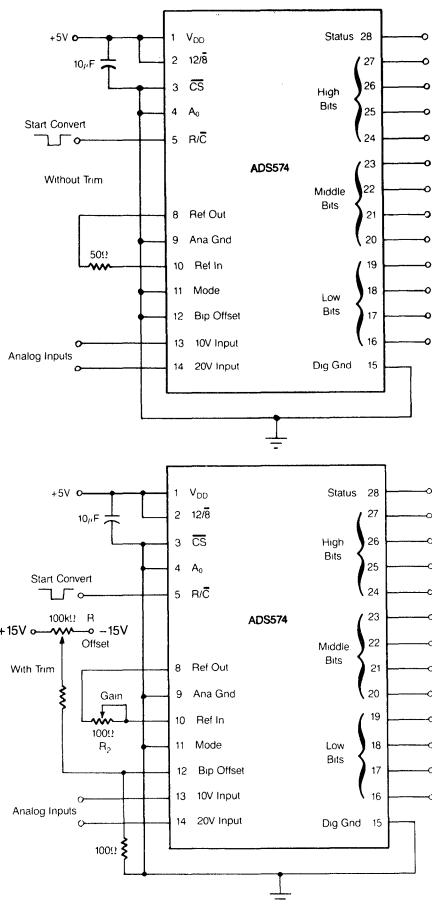 +5V
10μF
Start Convert
Without Trim
50Ω
Analog Inputs
1 V_DD
2 12/8̅
3 C̅S̅
4 A₀
5 R/C̅
ADS574
8 Ref Out
9 Ana Gnd
10 Ref In
11 Mode
12 Bip Offset
13 10V Input
14 20V Input
Status 28
27
High 26
Bits 25
24
23
Middle 22
Bits 21
20
19
Low 18
Bits 17
16
Dig Gnd 15
+5V
10μF
Start Convert
100kΩ R
+15V -15V
Offset
With Trim
Gain
100Ω
R₂
Analog Inputs
100Ω
1 V_DD
2 12/8̅
3 C̅S̅
4 A₀
5 R/C̅
ADS574
8 Ref Out
9 Ana Gnd
10 Ref In
11 Mode
12 Bip Offset
13 10V Input
14 20V Input
Status 28
27
High 26
Bits 25
24
23
Middle 22
Bits 21
20
19
Low 18
Bits 17
16
Dig Gnd 15